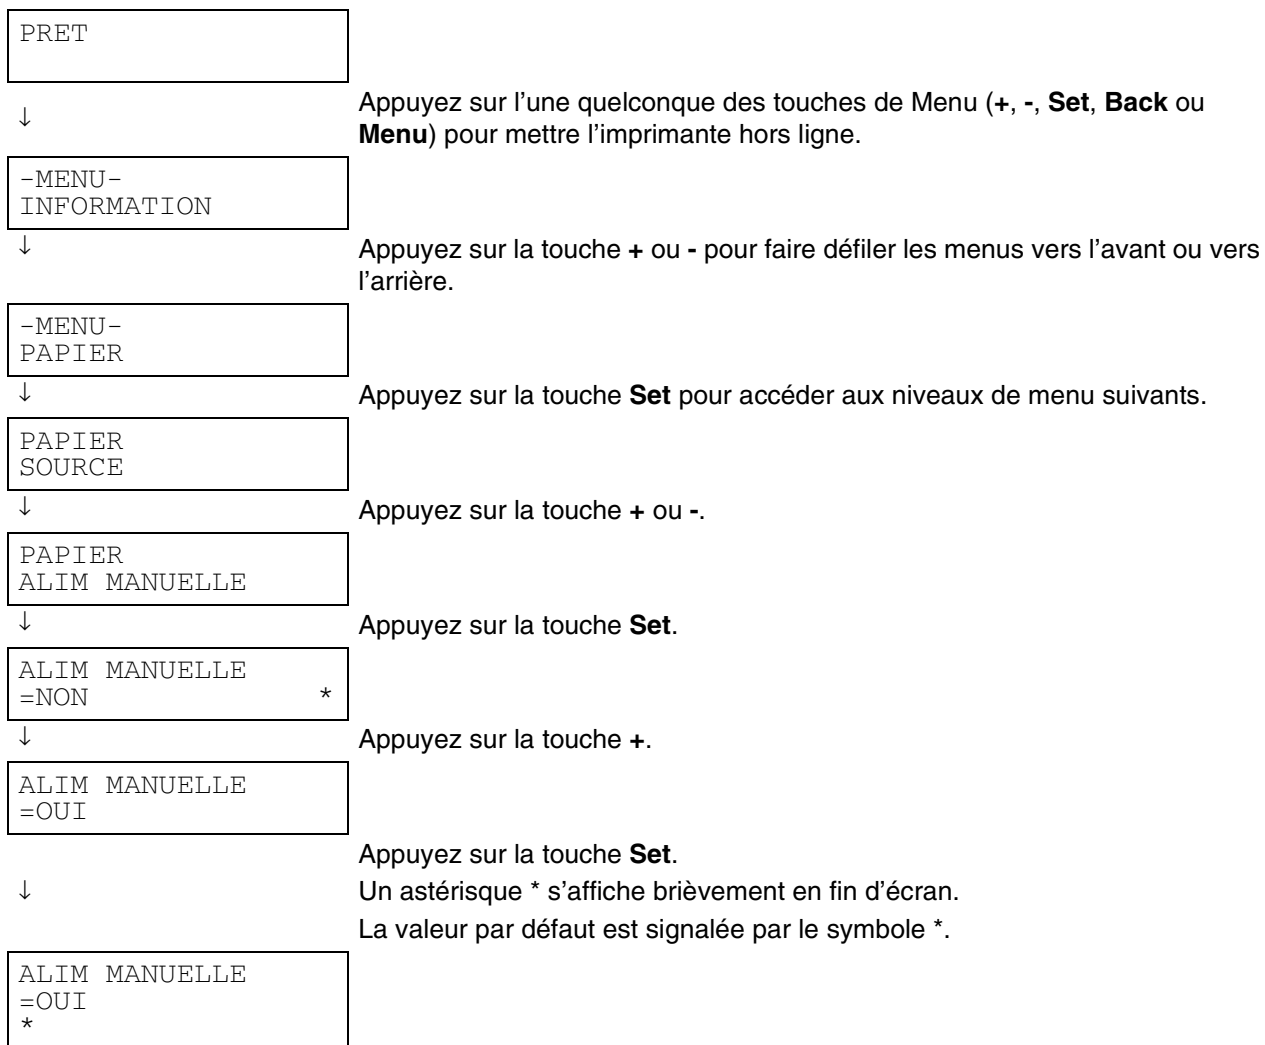 PRET
↓
Appuyez sur l’une quelconque des touches de Menu (+, -, Set, Back ou
Menu) pour mettre l’imprimante hors ligne.
-MENU-
INFORMATION
↓
Appuyez sur la touche + ou - pour faire défiler les menus vers l’avant ou vers
l’arrière.
-MENU-
PAPIER
↓
Appuyez sur la touche Set pour accéder aux niveaux de menu suivants.
PAPIER
SOURCE
↓
Appuyez sur la touche + ou -.
PAPIER
ALIM MANUELLE
↓
Appuyez sur la touche Set.
ALIM MANUELLE
=NON *
↓
Appuyez sur la touche +.
ALIM MANUELLE
=OUI
Appuyez sur la touche Set.
↓
Un astérisque * s’affiche brièvement en fin d’écran.
La valeur par défaut est signalée par le symbole *.
ALIM MANUELLE
=OUI
*